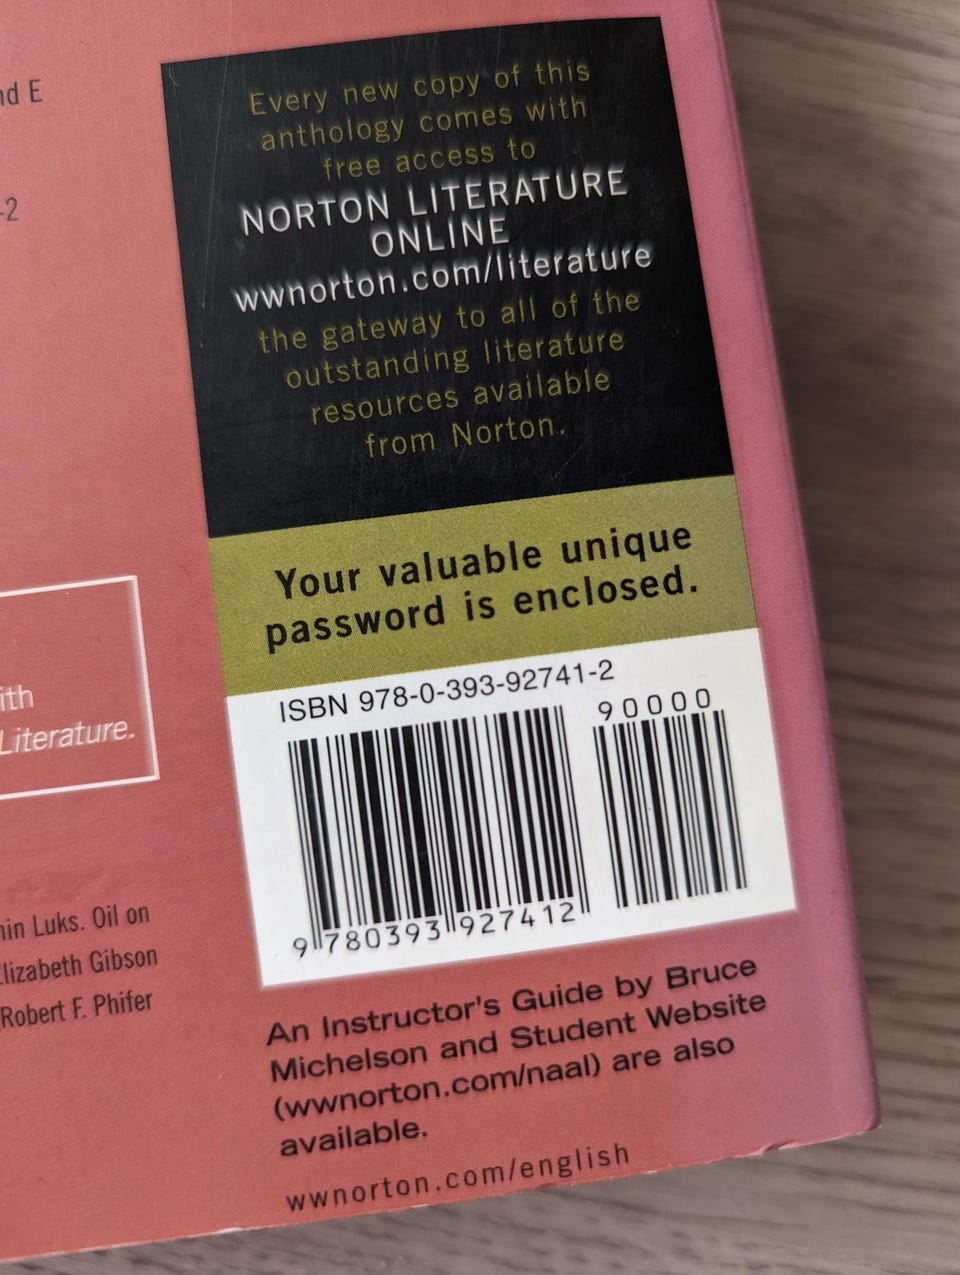 nd E
-2
Every new copy of this
anthology comes with
free access to
NORTON LITERATURE
ONLINE
wwnorton.com/literature
the gateway to all of the
outstanding literature
resources available
from Norton.
Your valuable unique
password is enclosed.
ith
Literature.
ISBN 978-0-393-92741-2
90000
9 780393 927412
min Luks. Oil on
Elizabeth Gibson
Robert F. Phifer
An Instructor's Guide by Bruce
Michelson and Student Website
(wwnorton.com/naal) are also
available.
wwnorton.com/english